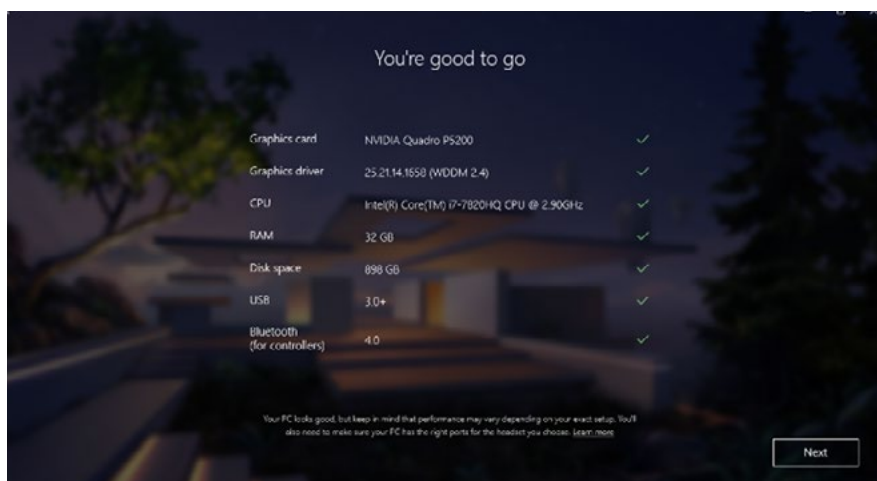 You're good to go
Graphics card NVIDIA Quadro P5200
Graphics driver 25.21.14.1658 (WDDM 2.4)
CPU Intel(R) Core(TM) i7-7820HQ CPU @ 2.90GHz
RAM 32 GB
Disk space 898 GB
USB 3.0+
Bluetooth
(for controllers) 4.0
Your PC looks good, but keep in mind that performance may vary depending on your exact setup. You'll
also need to make sure your PC has the right ports for the headset you choose. Learn more
Next